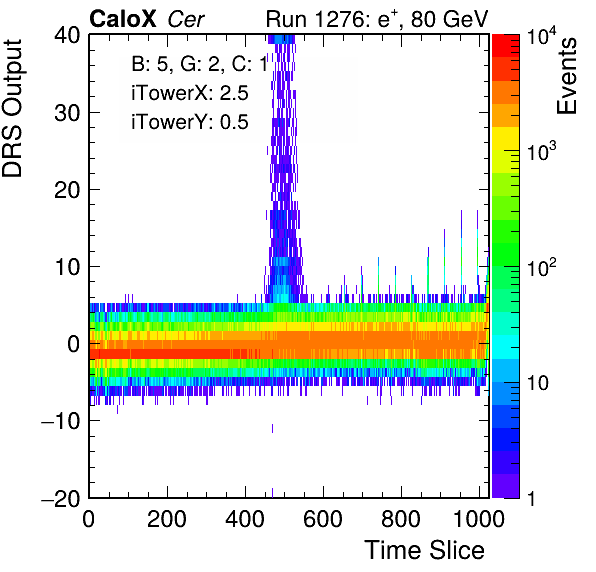 CaloX Cer Run 1276: e+, 80 GeV
B: 5, G: 2, C: 1
iTowerX: 2.5
iTowerY: 0.5
DRS Output
40
30
20
10
0
−10
−20
0 200 400 600 800 1000
Time Slice
Events
10^4
10^3
10^2
10
1